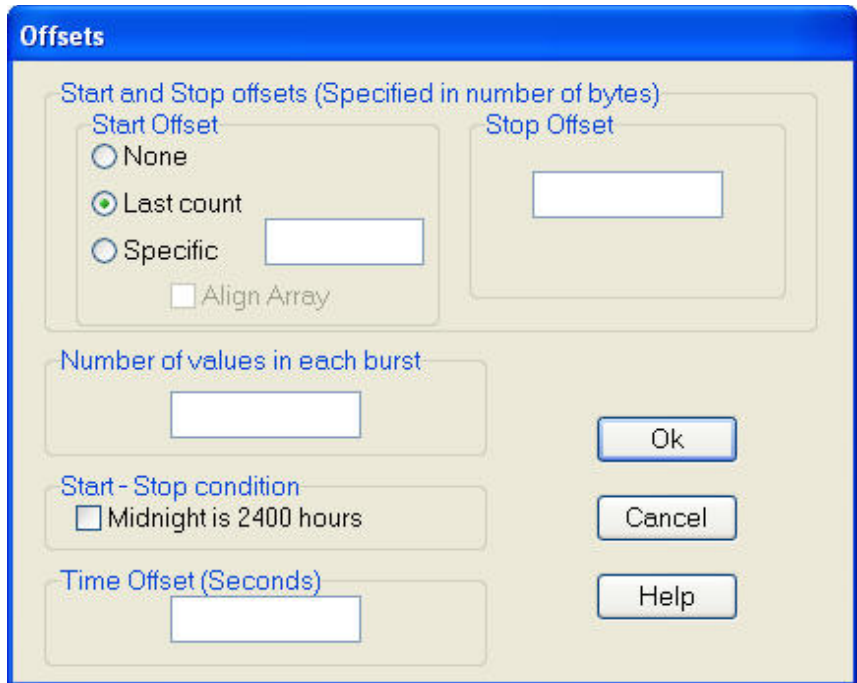 Offsets
Start and Stop offsets (Specified in number of bytes)
Start Offset
None
Last count
Specific
Align Array
Stop Offset
Number of values in each burst
Start - Stop condition
Midnight is 2400 hours
Time Offset (Seconds)
Ok
Cancel
Help